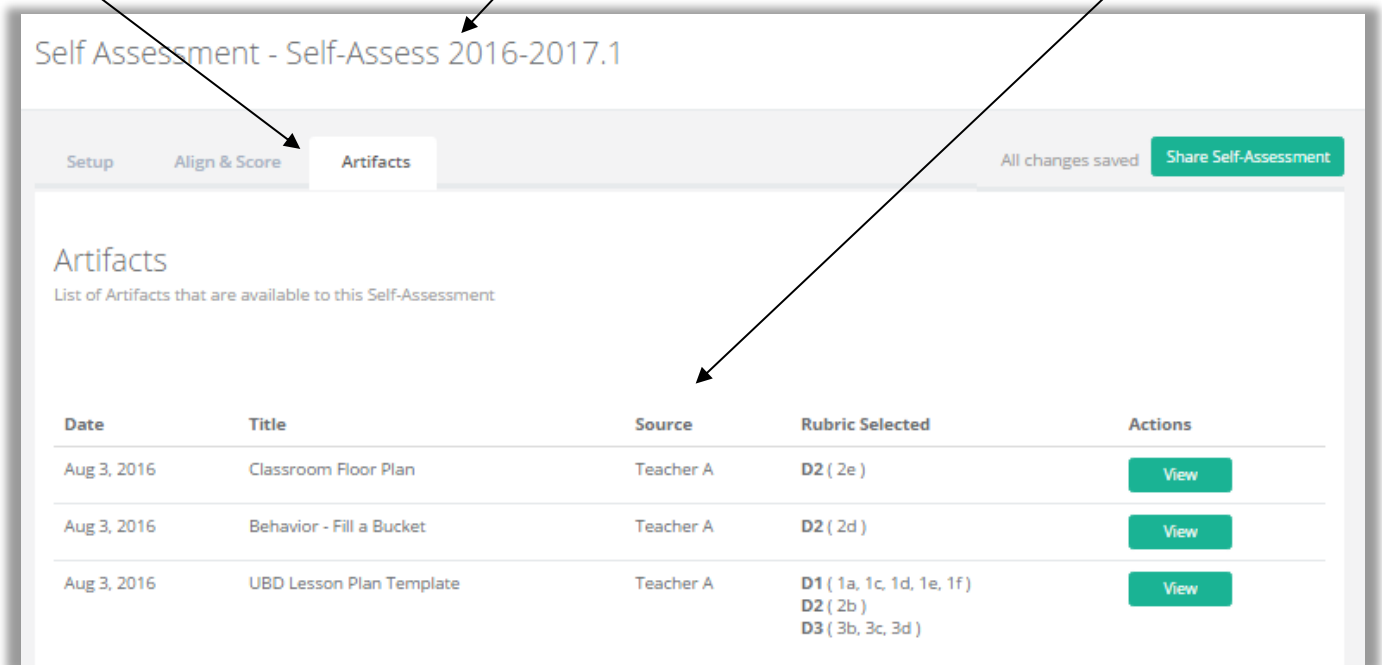 Self Assessment - Self-Assess 2016-2017.1
Setup Align & Score Artifacts All changes saved Share Self-Assessment
Artifacts
List of Artifacts that are available to this Self-Assessment
Date Title Source Rubric Selected Actions
Aug 3, 2016 Classroom Floor Plan Teacher A D2 ( 2e ) View
Aug 3, 2016 Behavior - Fill a Bucket Teacher A D2 ( 2d ) View
Aug 3, 2016 UBD Lesson Plan Template Teacher A D1 ( 1a, 1c, 1d, 1e, 1f ) View
D2 ( 2b )
D3 ( 3b, 3c, 3d )